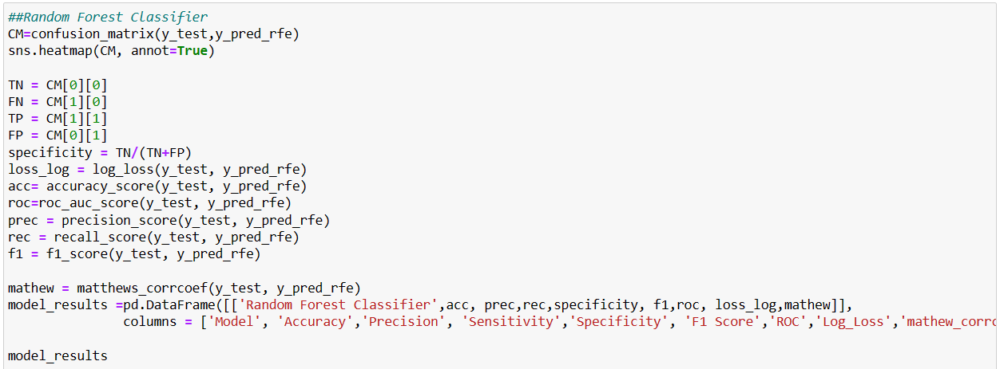 ##Random Forest Classifier
CM=confusion_matrix(y_test,y_pred_rfe)
sns.heatmap(CM, annot=True)
TN = CM[0][0]
FN = CM[1][0]
TP = CM[1][1]
FP = CM[0][1]
specificity = TN/(TN+FP)
loss_log = log_loss(y_test, y_pred_rfe)
acc= accuracy_score(y_test, y_pred_rfe)
roc=roc_auc_score(y_test, y_pred_rfe)
prec = precision_score(y_test, y_pred_rfe)
rec = recall_score(y_test, y_pred_rfe)
f1 = f1_score(y_test, y_pred_rfe)
mathew = matthews_corrcoef(y_test, y_pred_rfe)
model_results =pd.DataFrame([['Random Forest Classifier',acc, prec,rec,specificity, f1,roc, loss_log,mathew]],
columns = ['Model', 'Accuracy','Precision', 'Sensitivity','Specificity', 'F1 Score','ROC','Log_Loss','mathew_corrc
model_results